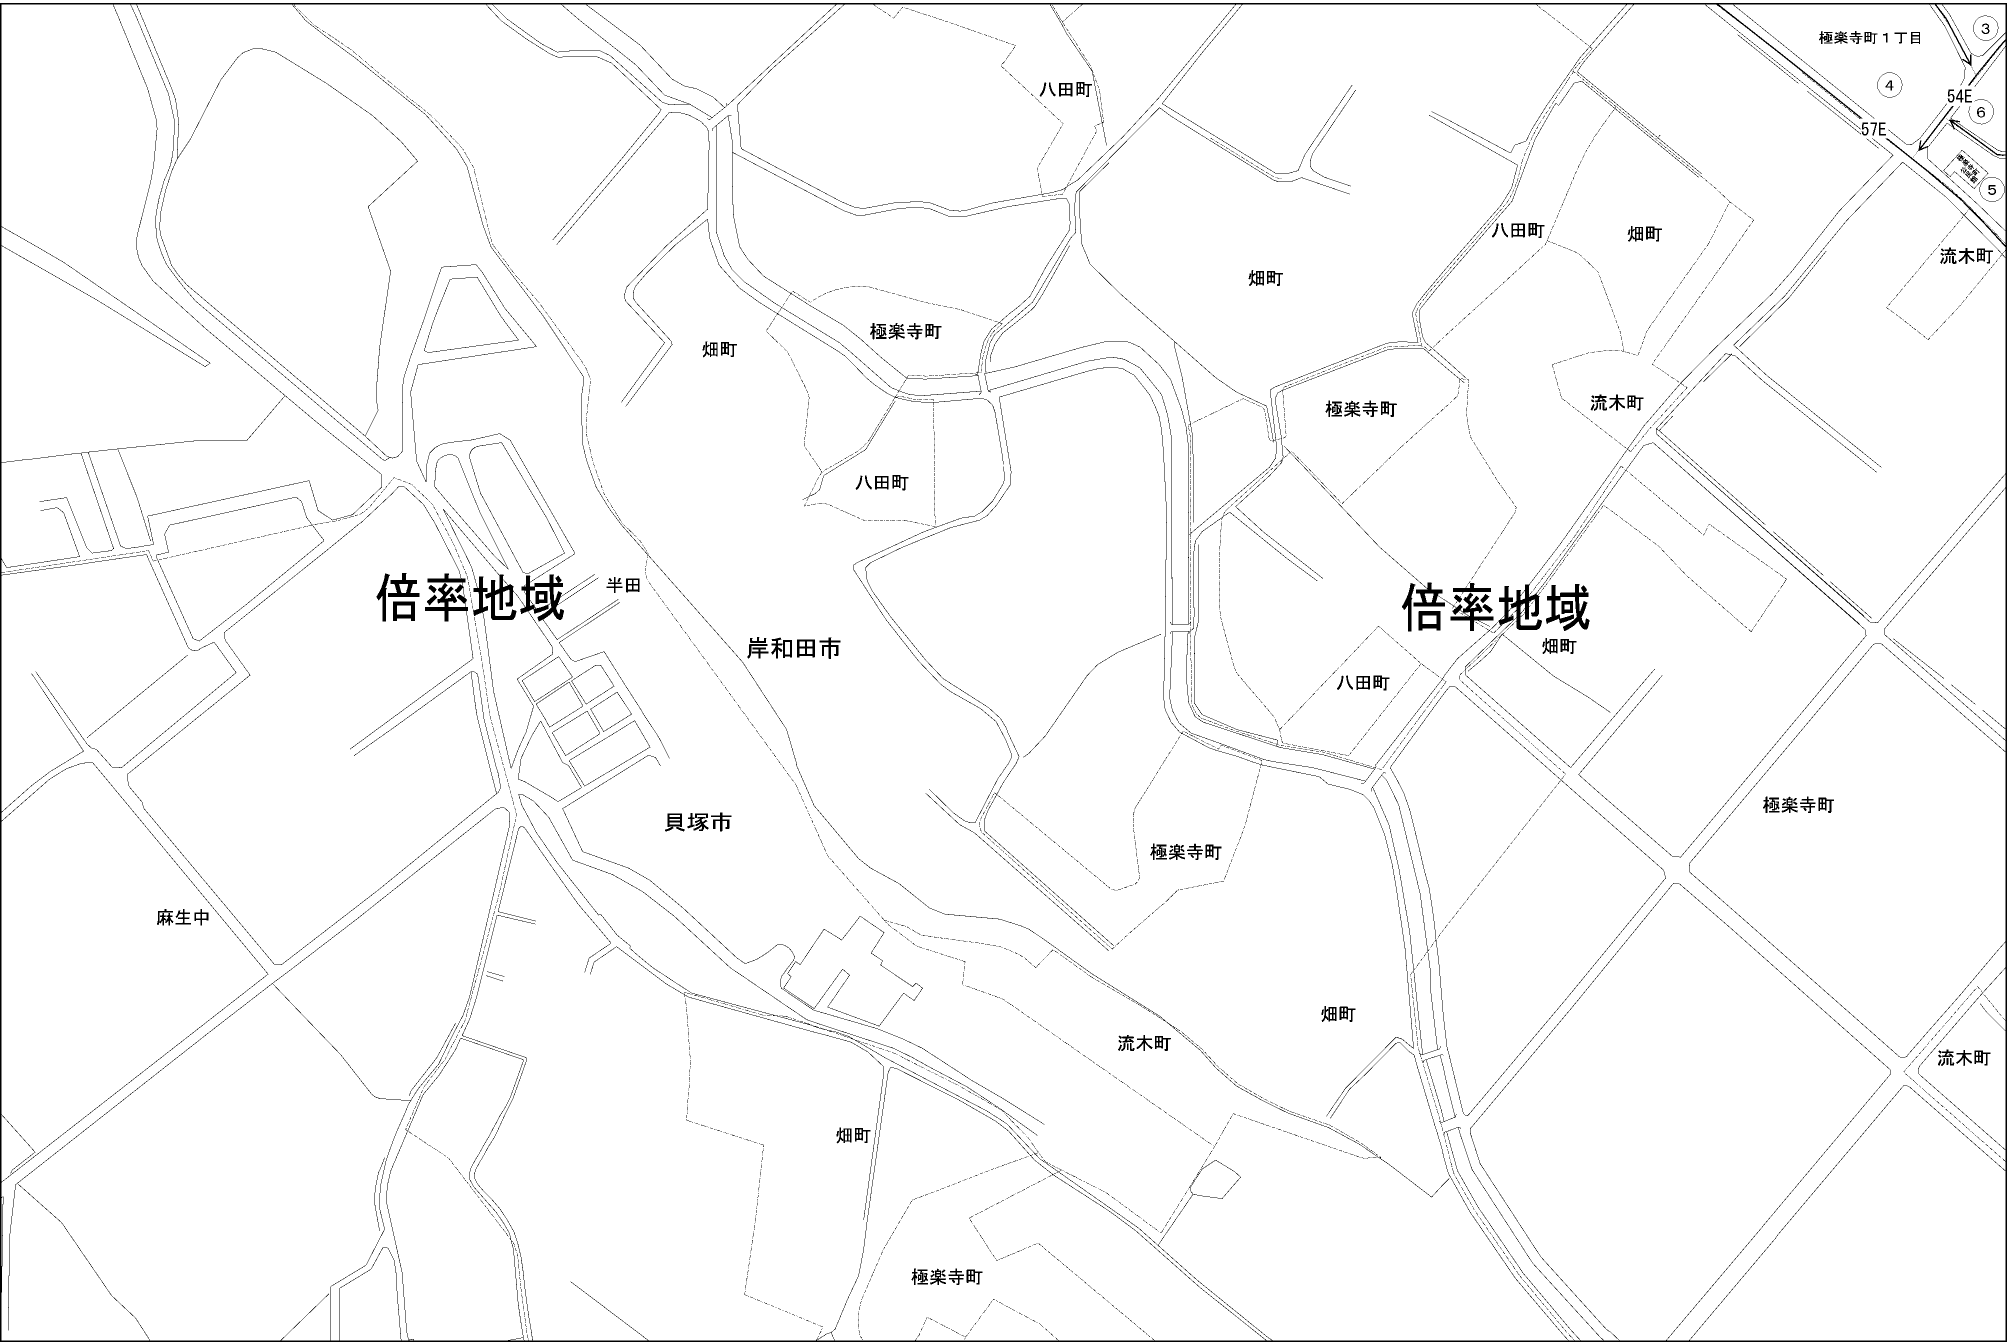 極楽寺町1丁目
③
④
54E
⑥
57E
⑤
八田町
八田町
畑町
流木町
畑町
極楽寺町
畑町
流木町
極楽寺町
八田町
半田
倍率地域
倍率地域
岸和田市
畑町
八田町
極楽寺町
貝塚市
極楽寺町
麻生中
畑町
流木町
流木町
畑町
極楽寺町